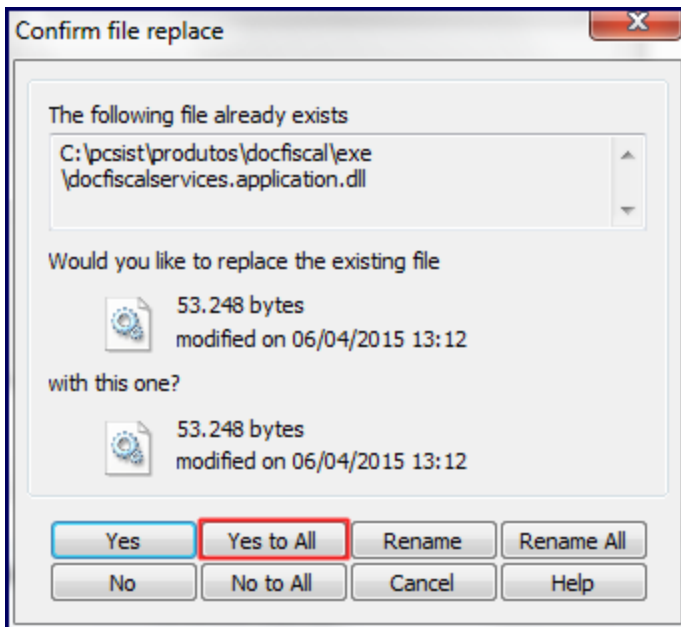 Confirm file replace
The following file already exists
C:\pcsist\produtos\docfiscal\exe
\docfiscalservices.application.dll
Would you like to replace the existing file
53.248 bytes
modified on 06/04/2015 13:12
with this one?
53.248 bytes
modified on 06/04/2015 13:12
Yes Yes to All Rename Rename All
No No to All Cancel Help